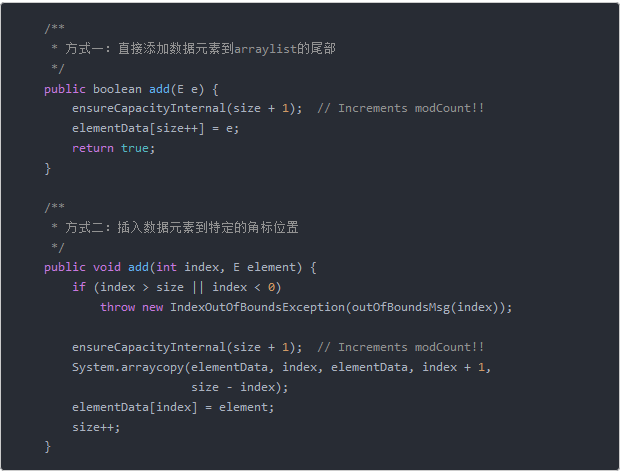 /**
 * 方式一：直接添加数据元素到arraylist的尾部
 */
public boolean add(E e) {
    ensureCapacityInternal(size + 1);  // Increments modCount!!
    elementData[size++] = e;
    return true;
}

/**
 * 方式二：插入数据元素到特定的角标位置
 */
public void add(int index, E element) {
    if (index > size || index < 0)
        throw new IndexOutOfBoundsException(outOfBoundsMsg(index));

    ensureCapacityInternal(size + 1);  // Increments modCount!!
    System.arraycopy(elementData, index, elementData, index + 1,
                     size - index);
    elementData[index] = element;
    size++;
}